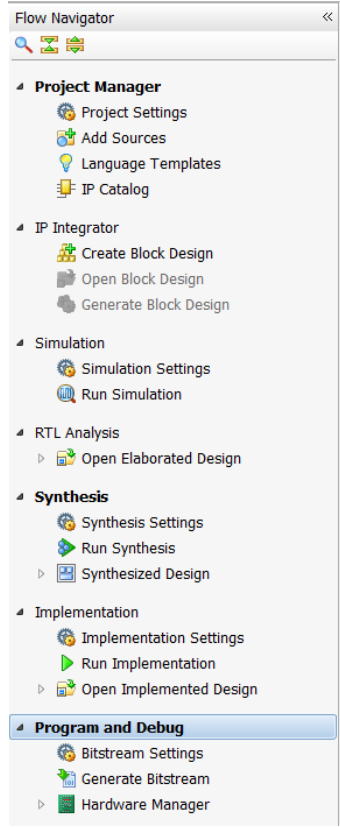 Flow Navigator
Project Manager
Project Settings
Add Sources
Language Templates
IP Catalog
IP Integrator
Create Block Design
Open Block Design
Generate Block Design
Simulation
Simulation Settings
Run Simulation
RTL Analysis
Open Elaborated Design
Synthesis
Synthesis Settings
Run Synthesis
Synthesized Design
Implementation
Implementation Settings
Run Implementation
Open Implemented Design
Program and Debug
Bitstream Settings
Generate Bitstream
Hardware Manager